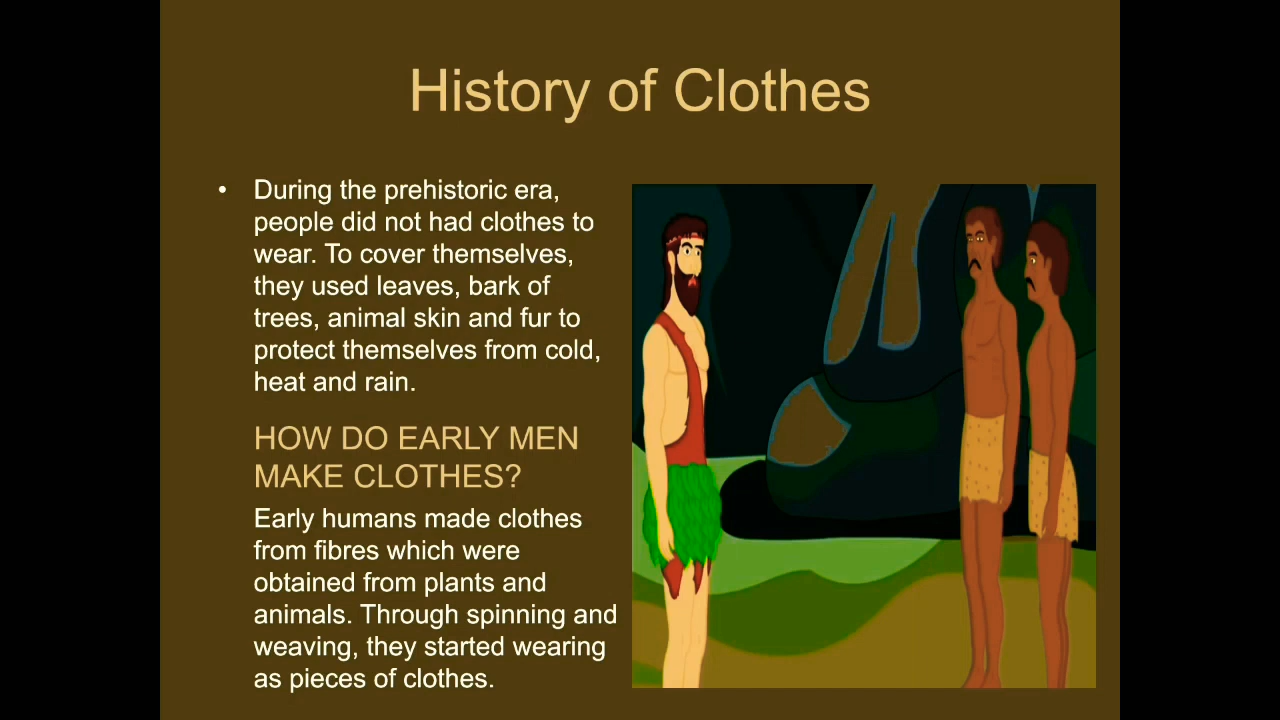 History of Clothes
• During the prehistoric era,
people did not had clothes to
wear. To cover themselves,
they used leaves, bark of
trees, animal skin and fur to
protect themselves from cold,
heat and rain.
HOW DO EARLY MEN
MAKE CLOTHES?
Early humans made clothes
from fibres which were
obtained from plants and
animals. Through spinning and
weaving, they started wearing
as pieces of clothes.